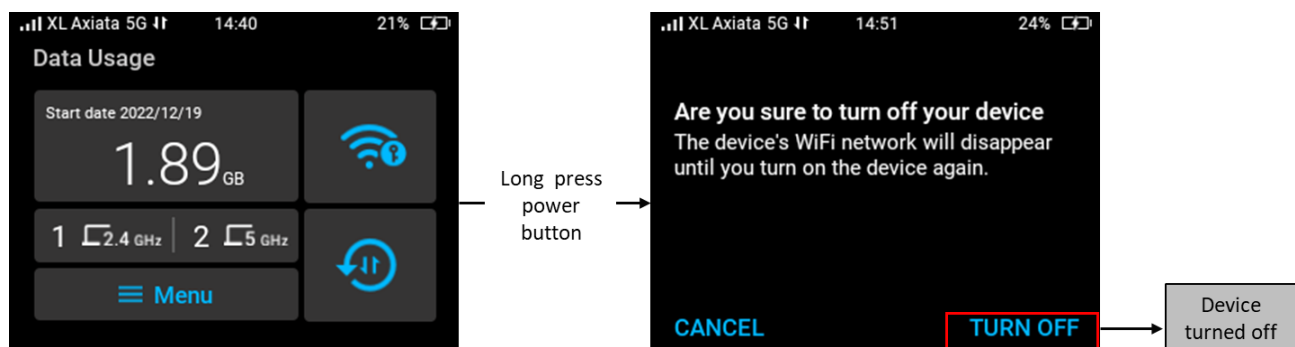 XL Axiata 5G 14:40 21%
Data Usage
Start date 2022/12/19
1.89 GB
1 2.4 GHz 2 5 GHz
Menu
Long press
power
button
XL Axiata 5G 14:51 24%
Are you sure to turn off your device
The device's WiFi network will disappear
until you turn on the device again.
CANCEL TURN OFF
Device
turned off